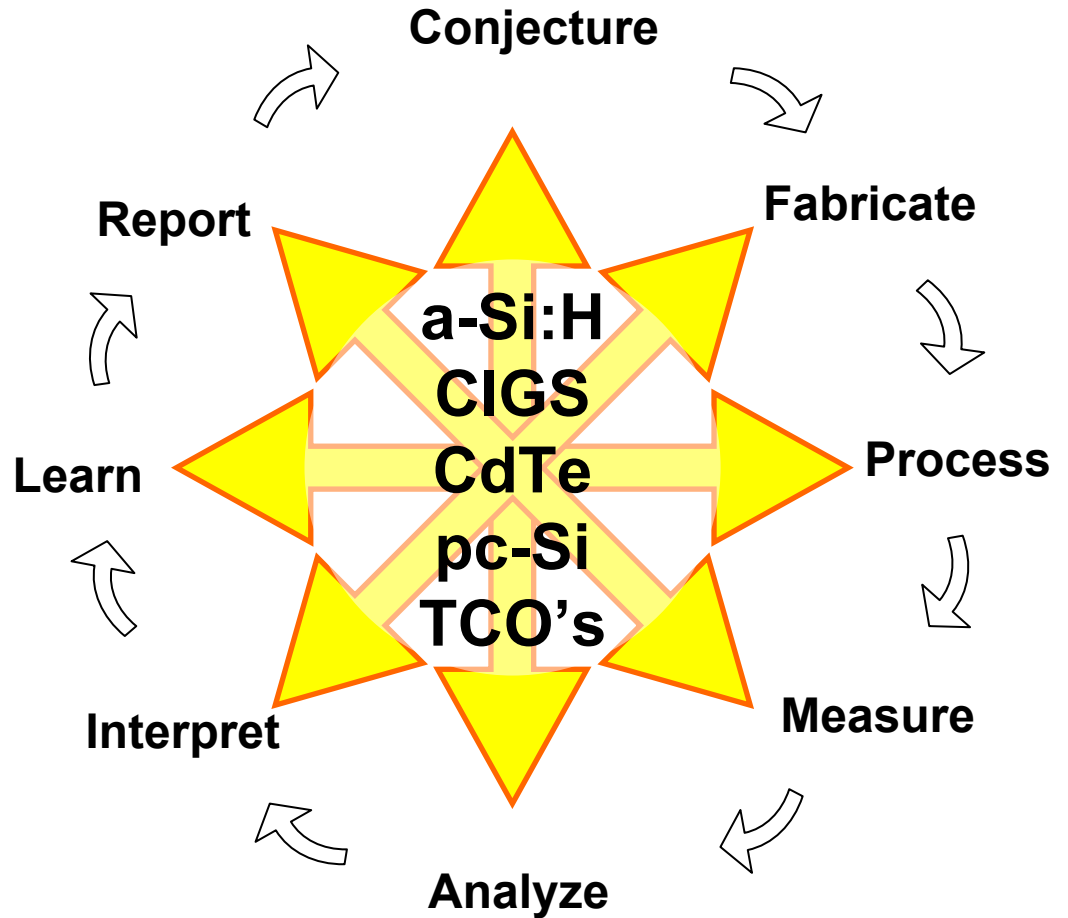 Conjecture
Fabricate
Process
Measure
Analyze
Interpret
Learn
Report
a-Si:H
CIGS
CdTe
pc-Si
TCO’s